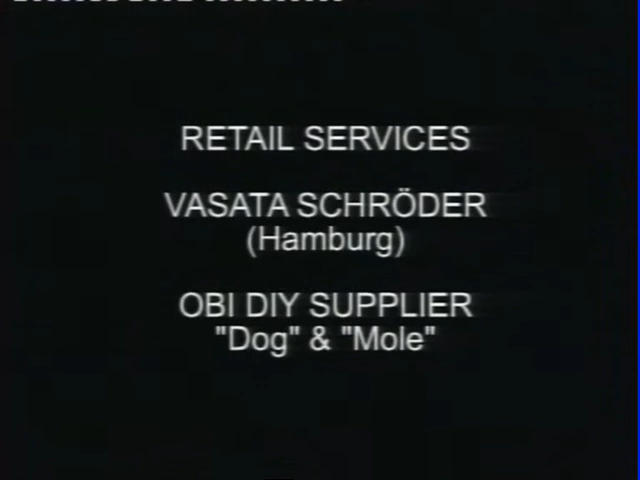 RETAIL SERVICES
VASATA SCHRÖDER
(Hamburg)
OBI DIY SUPPLIER
"Dog" & "Mole"